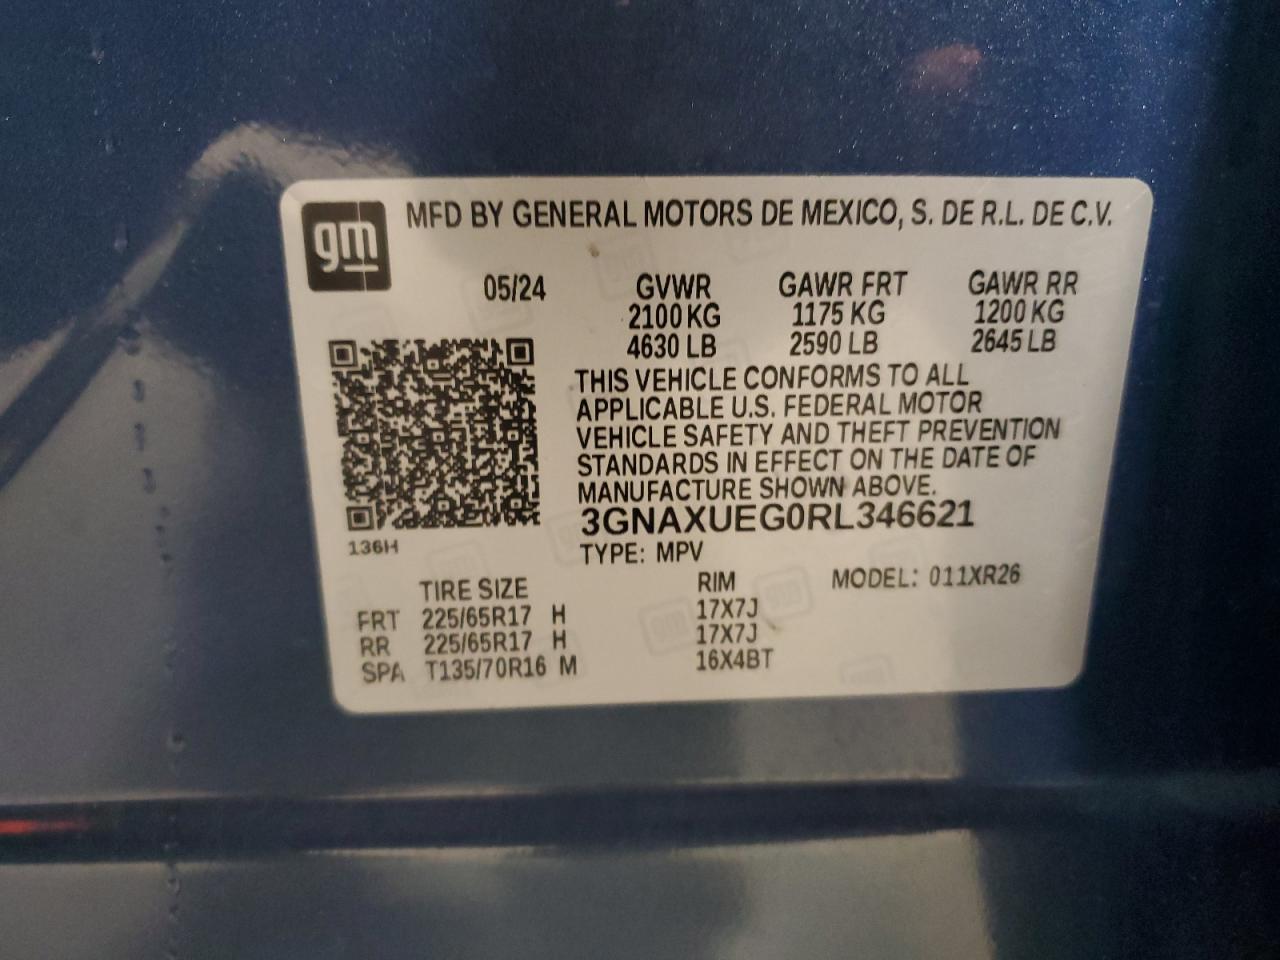 gm
MFD BY GENERAL MOTORS DE MEXICO, S. DE R.L. DE C.V.
05/24 GVWR GAWR FRT GAWR RR
2100 KG 1175 KG 1200 KG
4630 LB 2590 LB 2645 LB
THIS VEHICLE CONFORMS TO ALL
APPLICABLE U.S. FEDERAL MOTOR
VEHICLE SAFETY AND THEFT PREVENTION
STANDARDS IN EFFECT ON THE DATE OF
MANUFACTURE SHOWN ABOVE.
3GNAXUEG0RL346621
136H
TYPE: MPV
TIRE SIZE RIM MODEL: 011XR26
FRT 225/65R17 H 17X7J
RR 225/65R17 H 17X7J
SPA T135/70R16 M 16X4BT